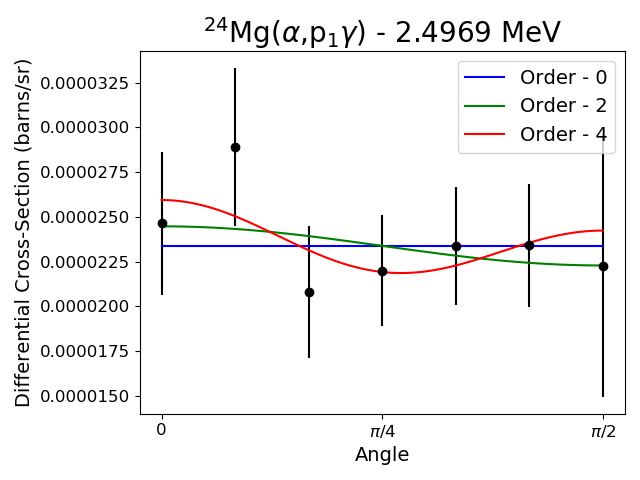 ²⁴Mg(α,p₁γ) - 2.4969 MeV
Differential Cross-Section (barns/sr)
0.0000325
0.0000300
0.0000275
0.0000250
0.0000225
0.0000200
0.0000175
0.0000150
Order - 0
Order - 2
Order - 4
0
π/4
π/2
Angle